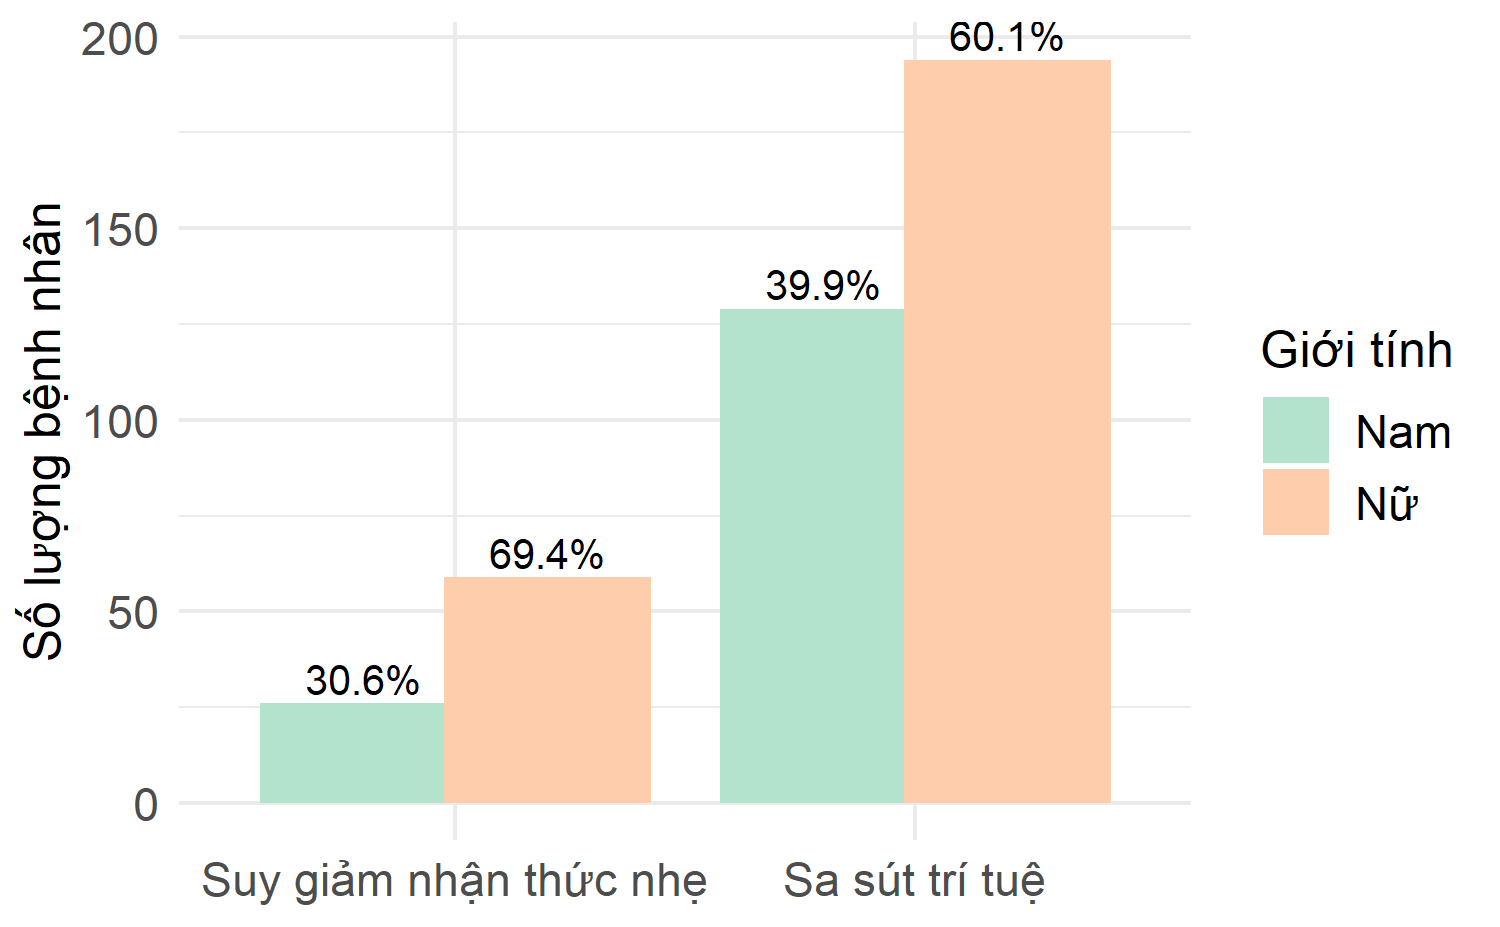 Số lượng bệnh nhân
200
150
100
50
0
30.6%
69.4%
39.9%
60.1%
Suy giảm nhận thức nhẹ
Sa sút trí tuệ
Giới tính
Nam
Nữ